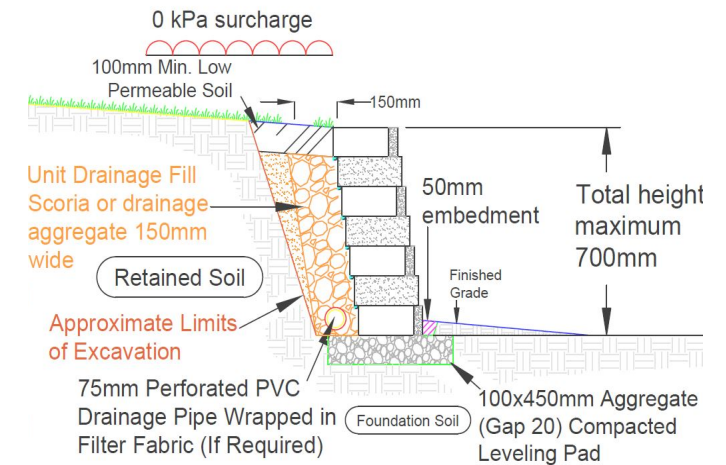 0 kPa surcharge
100mm Min. Low
Permeable Soil
150mm
Unit Drainage Fill
Scoria or drainage
aggregate 150mm
wide
Retained Soil
Approximate Limits
of Excavation
75mm Perforated PVC
Drainage Pipe Wrapped in
Filter Fabric (If Required)
50mm
embedment
Finished
Grade
Total height
maximum
700mm
Foundation Soil
100x450mm Aggregate
(Gap 20) Compacted
Leveling Pad